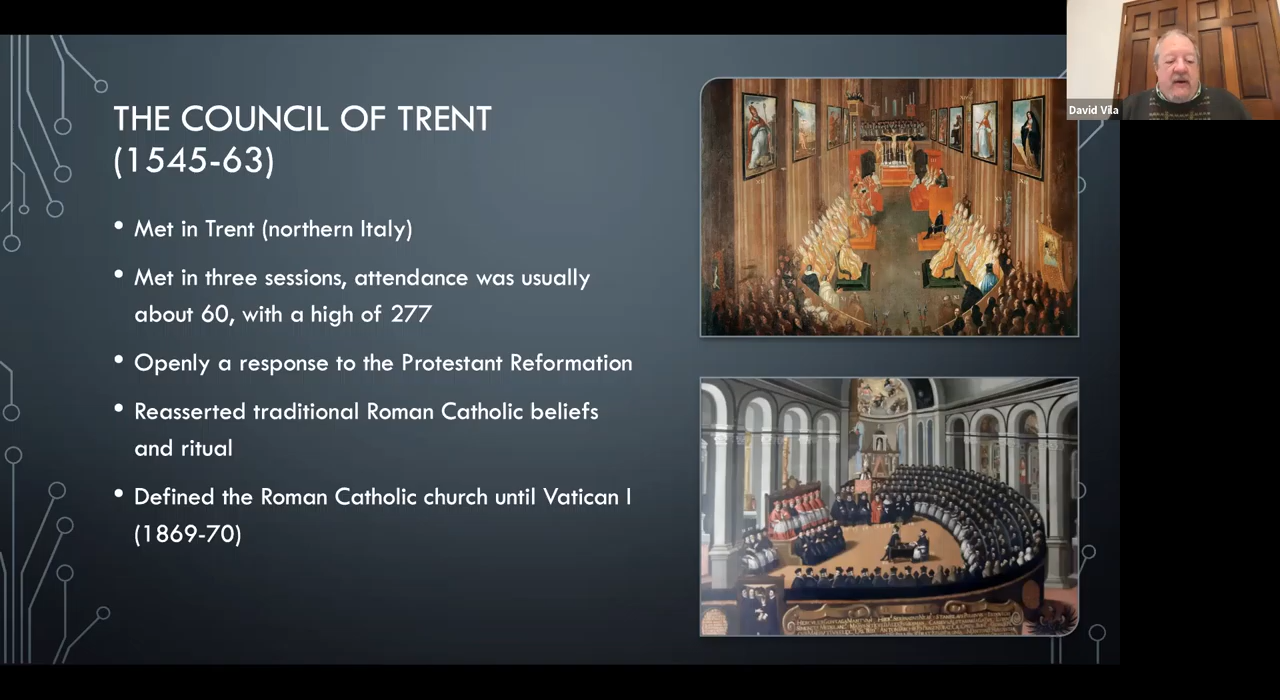 THE COUNCIL OF TRENT
(1545-63)
• Met in Trent (northern Italy)
• Met in three sessions, attendance was usually
about 60, with a high of 277
• Openly a response to the Protestant Reformation
• Reasserted traditional Roman Catholic beliefs
and ritual
• Defined the Roman Catholic church until Vatican I
(1869-70)
David Vila